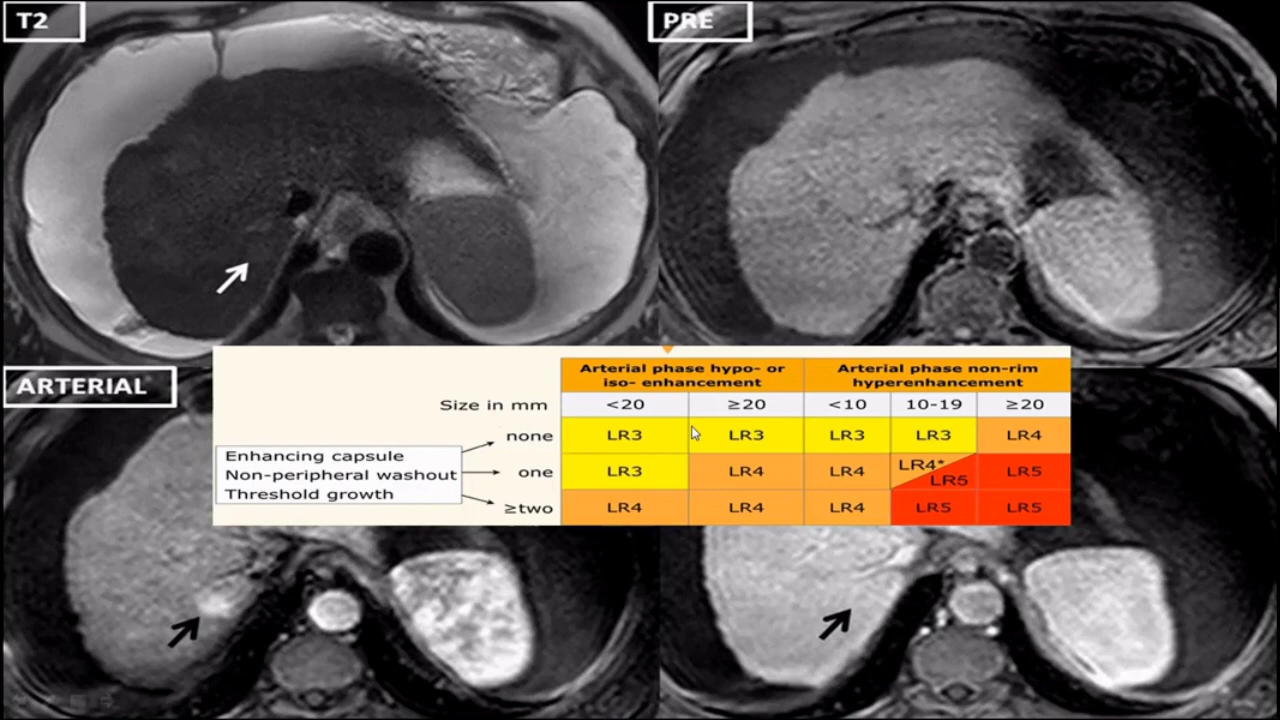 T2
PRE
ARTERIAL
Arterial phase hypo- or
iso- enhancement
Arterial phase non-rim
hyperenhancement
Size in mm
<20
≥20
<10
10-19
≥20
none
LR3
LR3
LR3
LR3
LR4
Enhancing capsule
Non-peripheral washout
Threshold growth
one
LR3
LR4
LR4
LR4*
LR5
LR5
≥two
LR4
LR4
LR4
LR5
LR5